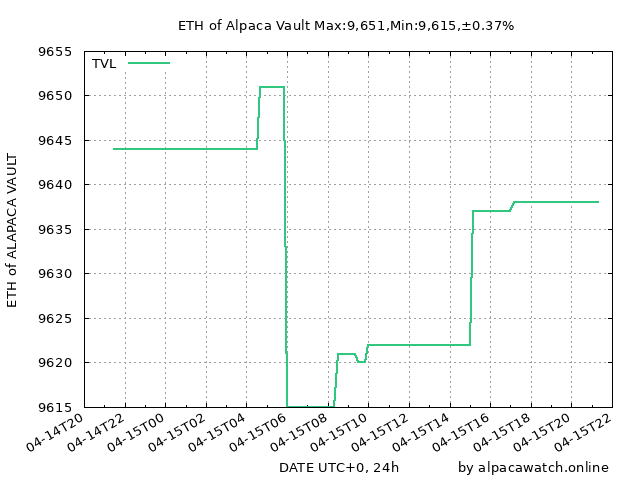 ETH of Alpaca Vault Max:9,651,Min:9,615,±0.37%
TVL
ETH of ALAPACA VAULT
9655
9650
9645
9640
9635
9630
9625
9620
9615
04-14T20
04-14T22
04-15T00
04-15T02
04-15T04
04-15T06
04-15T08
04-15T10
04-15T12
04-15T14
04-15T16
04-15T18
04-15T20
04-15T22
DATE UTC+0, 24h
by alpacawatch.online